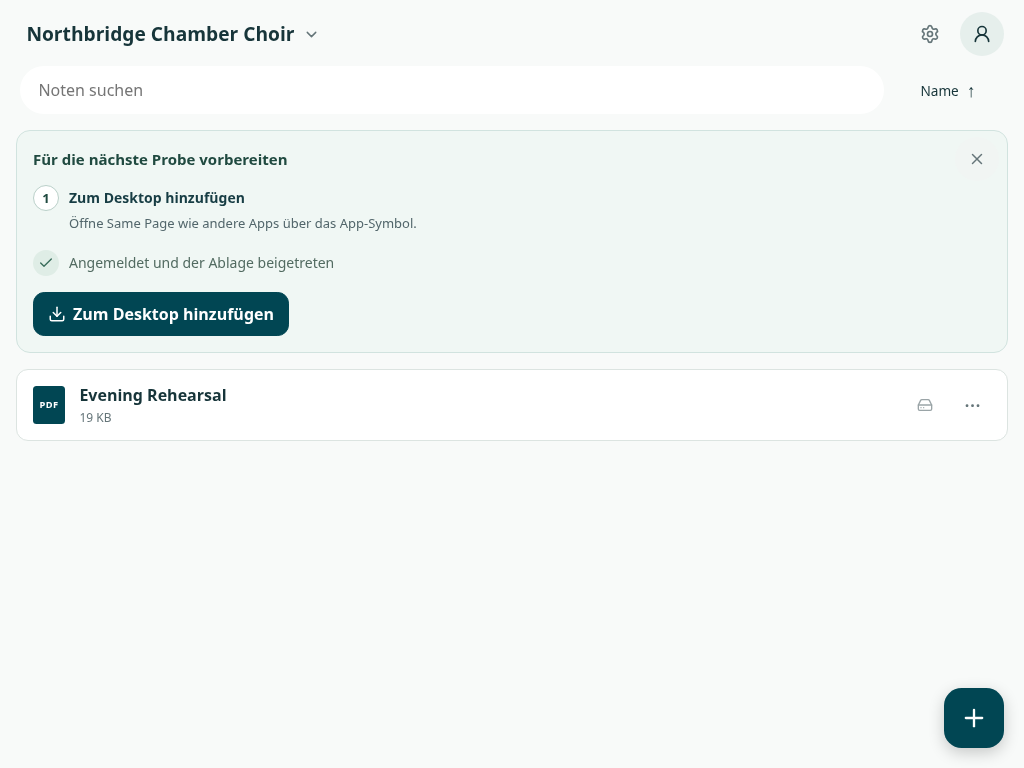 Northbridge Chamber Choir
Noten suchen
Name ↑
Für die nächste Probe vorbereiten
1 Zum Desktop hinzufügen
Öffne Same Page wie andere Apps über das App-Symbol.
Angemeldet und der Ablage beigetreten
Zum Desktop hinzufügen
PDF
Evening Rehearsal
19 KB